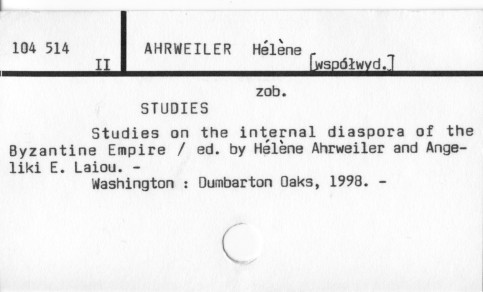 104 514
II
AHRWEILER Hélène
[współwyd.]
zob.
STUDIES
Studies on the internal diaspora of the
Byzantine Empire / ed. by Hélène Ahrweiler and Ange-
liki E. Laiou. -
Washington : Dumbarton Oaks, 1998. -